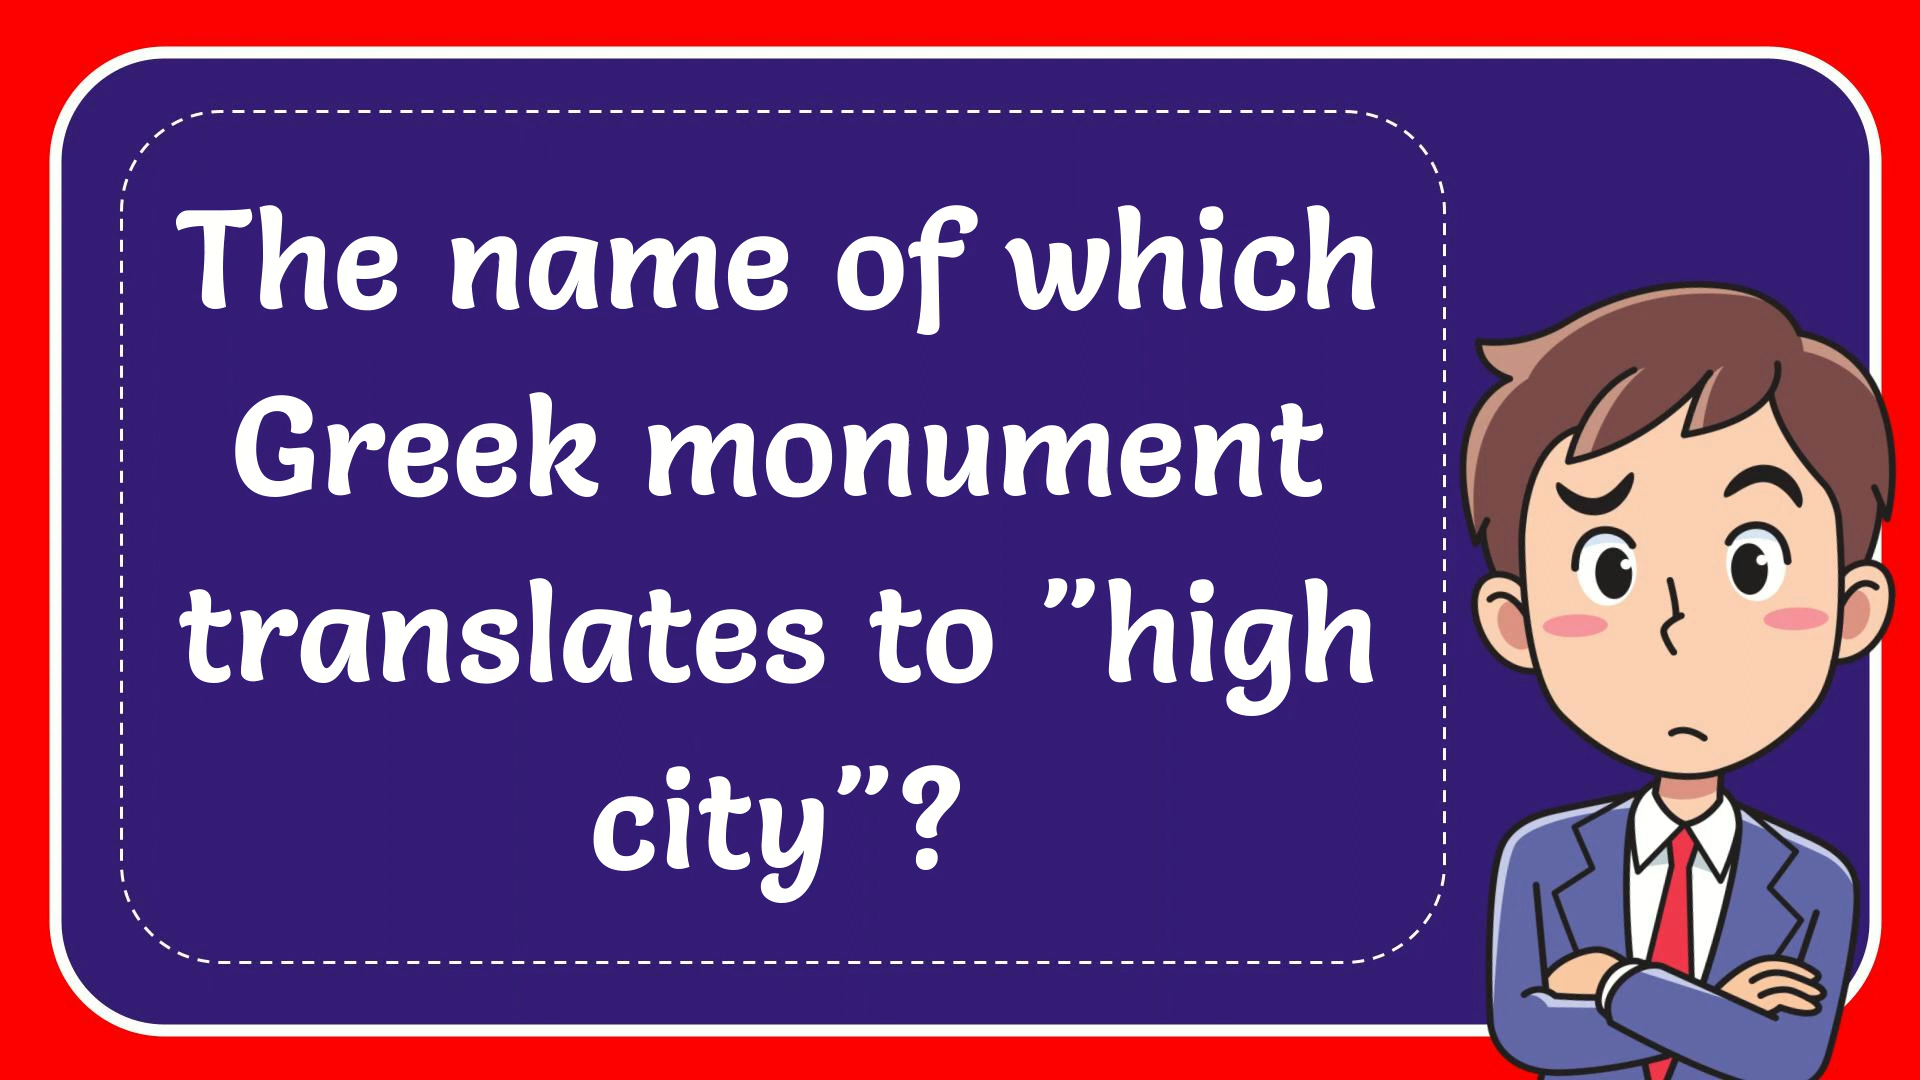 The name of which
Greek monument
translates to ”high
city”?